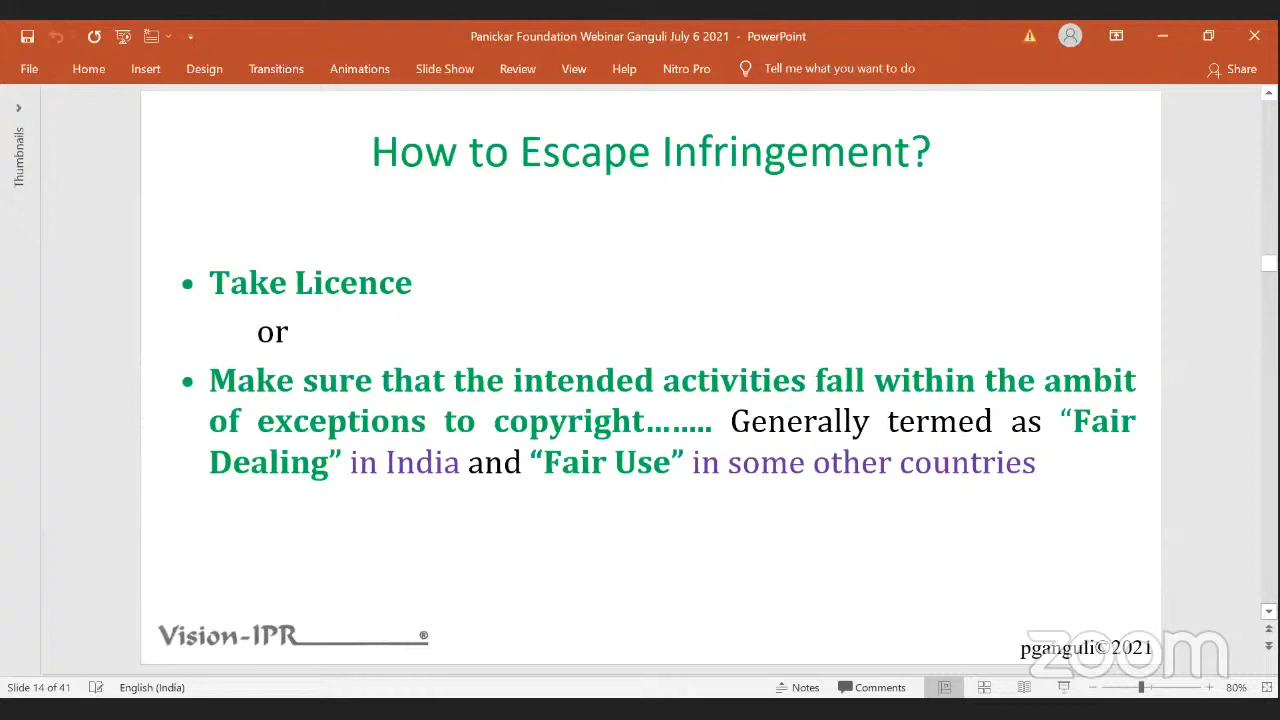 Panickar Foundation Webinar Ganguli July 6 2021 - PowerPoint
File Home Insert Design Transitions Animations Slide Show Review View Help Nitro Pro Tell me what you want to do Share
Thumbnails
How to Escape Infringement?
• Take Licence
or
• Make sure that the intended activities fall within the ambit
of exceptions to copyright…….. Generally termed as “Fair
Dealing” in India and “Fair Use” in some other countries
Vision-IPR ®
pganguli©2021
zoom
Slide 14 of 41 English (India) Notes Comments 80%